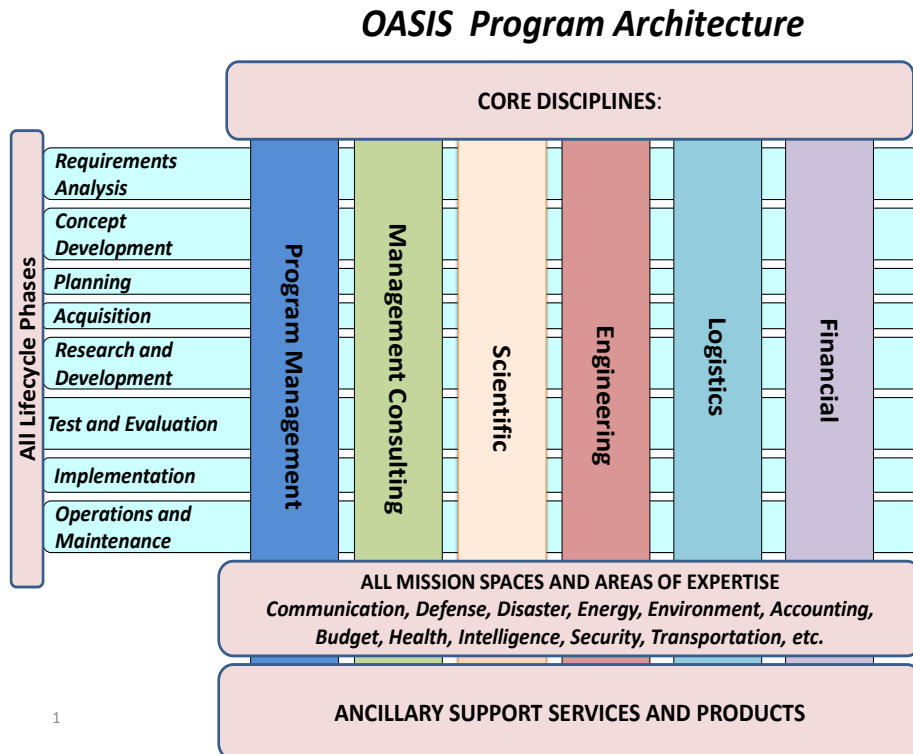 OASIS Program Architecture
CORE DISCIPLINES:
All Lifecycle Phases
Requirements
Analysis
Concept
Development
Planning
Acquisition
Research and
Development
Test and Evaluation
Implementation
Operations and
Maintenance
Program Management
Management Consulting
Scientific
Engineering
Logistics
Financial
ALL MISSION SPACES AND AREAS OF EXPERTISE
Communication, Defense, Disaster, Energy, Environment, Accounting,
Budget, Health, Intelligence, Security, Transportation, etc.
ANCILLARY SUPPORT SERVICES AND PRODUCTS
1